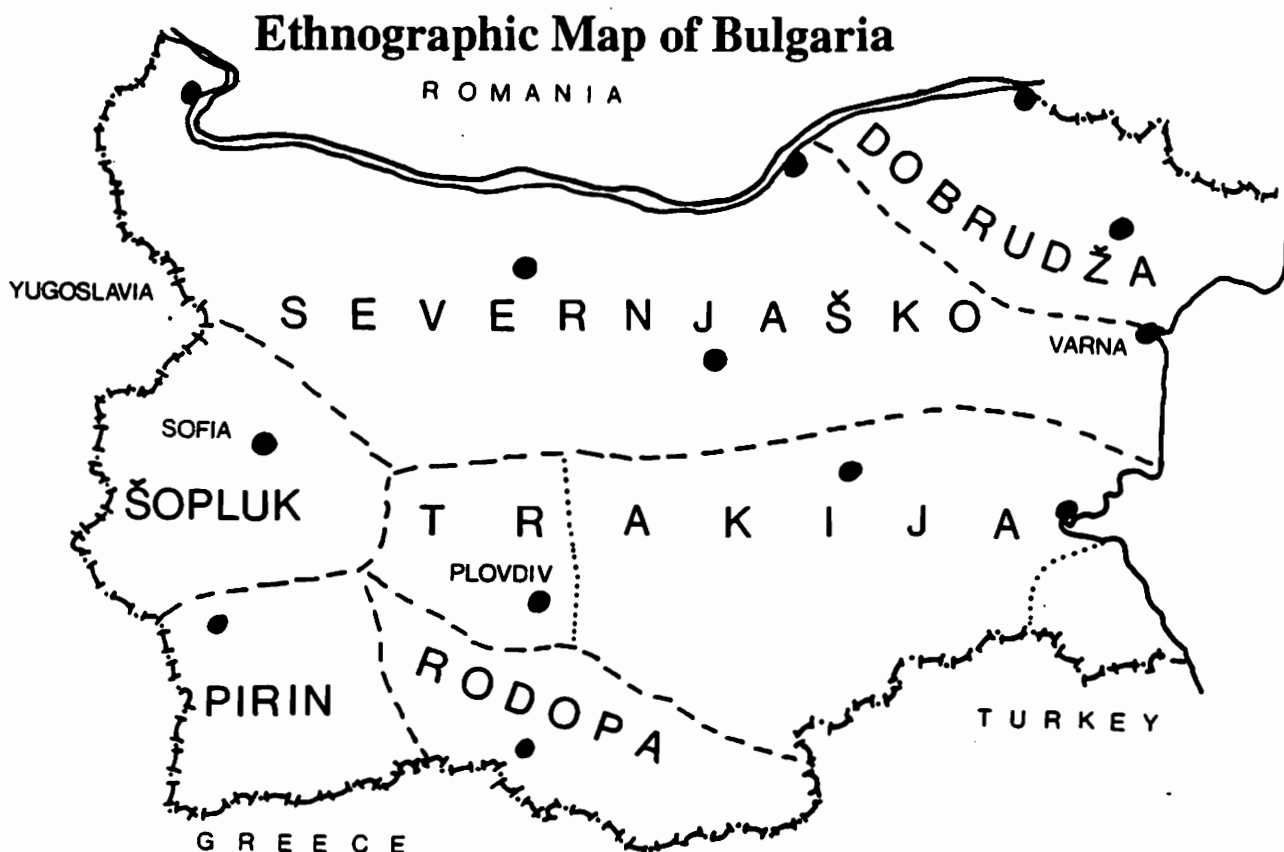 Ethnographic Map of Bulgaria
ROMANIA
DOBRUDŽA
YUGOSLAVIA
SEVERNJAŠKO
VARNA
SOFIA
ŠOPLUK
TRAKIJA
PLOVDIV
RODOPA
PIRIN
TURKEY
GREECE